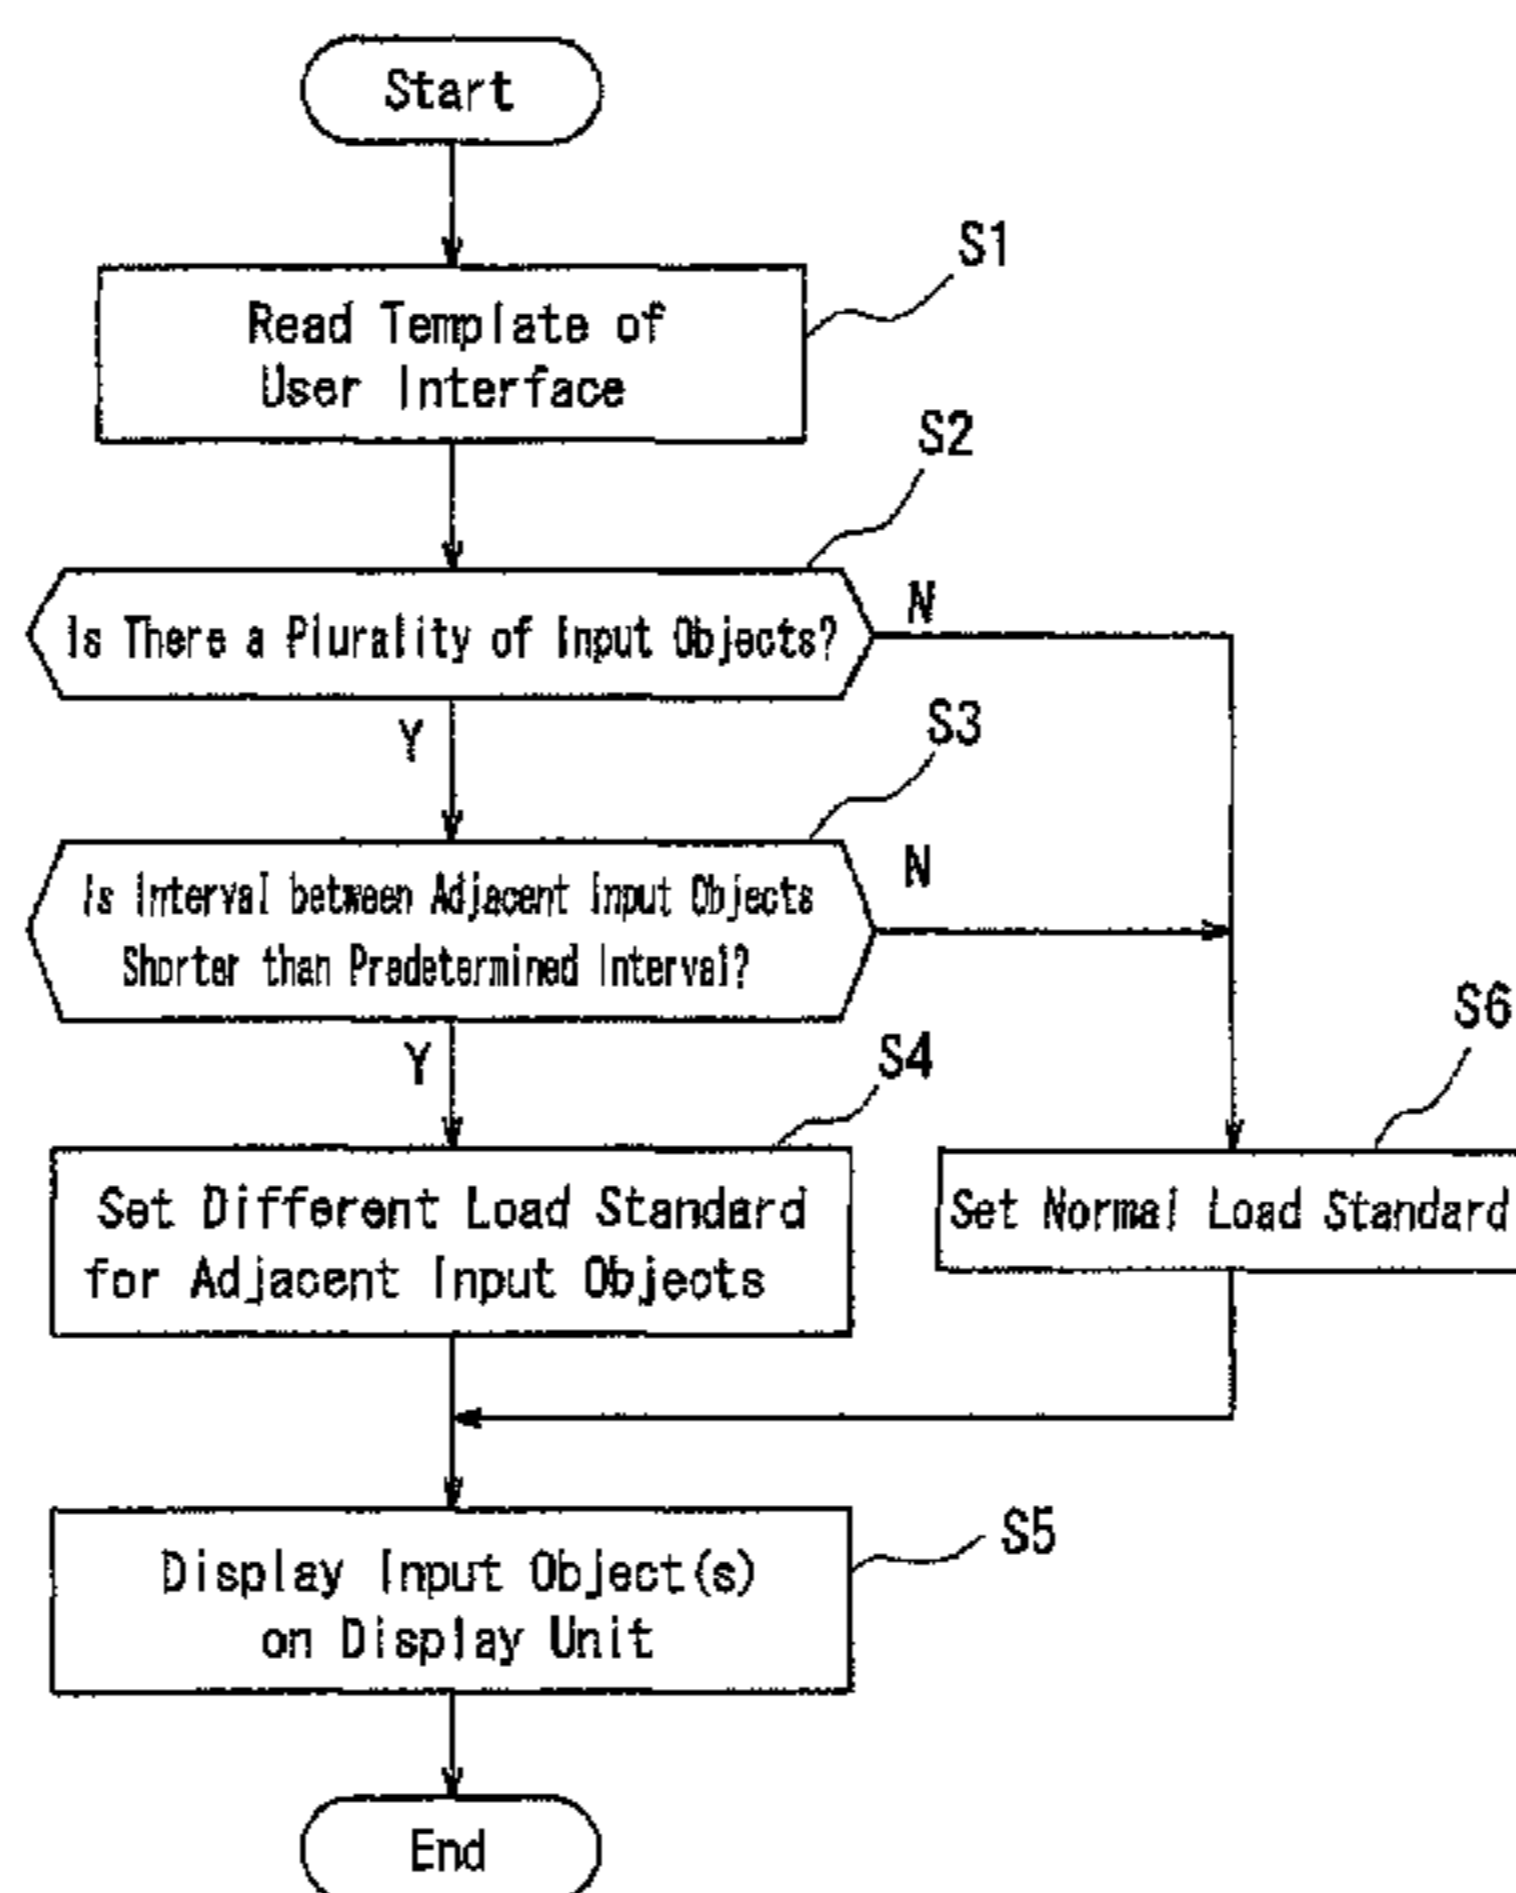 Start
S1
Read Template of
User Interface
S2
Is There a Plurality of Input Objects?
N
Y
S3
Is Interval between Adjacent Input Objects
Shorter than Predetermined Interval?
N
Y
S4
Set Different Load Standard
for Adjacent Input Objects
S6
Set Normal Load Standard
S5
Display Input Object(s)
on Display Unit
End